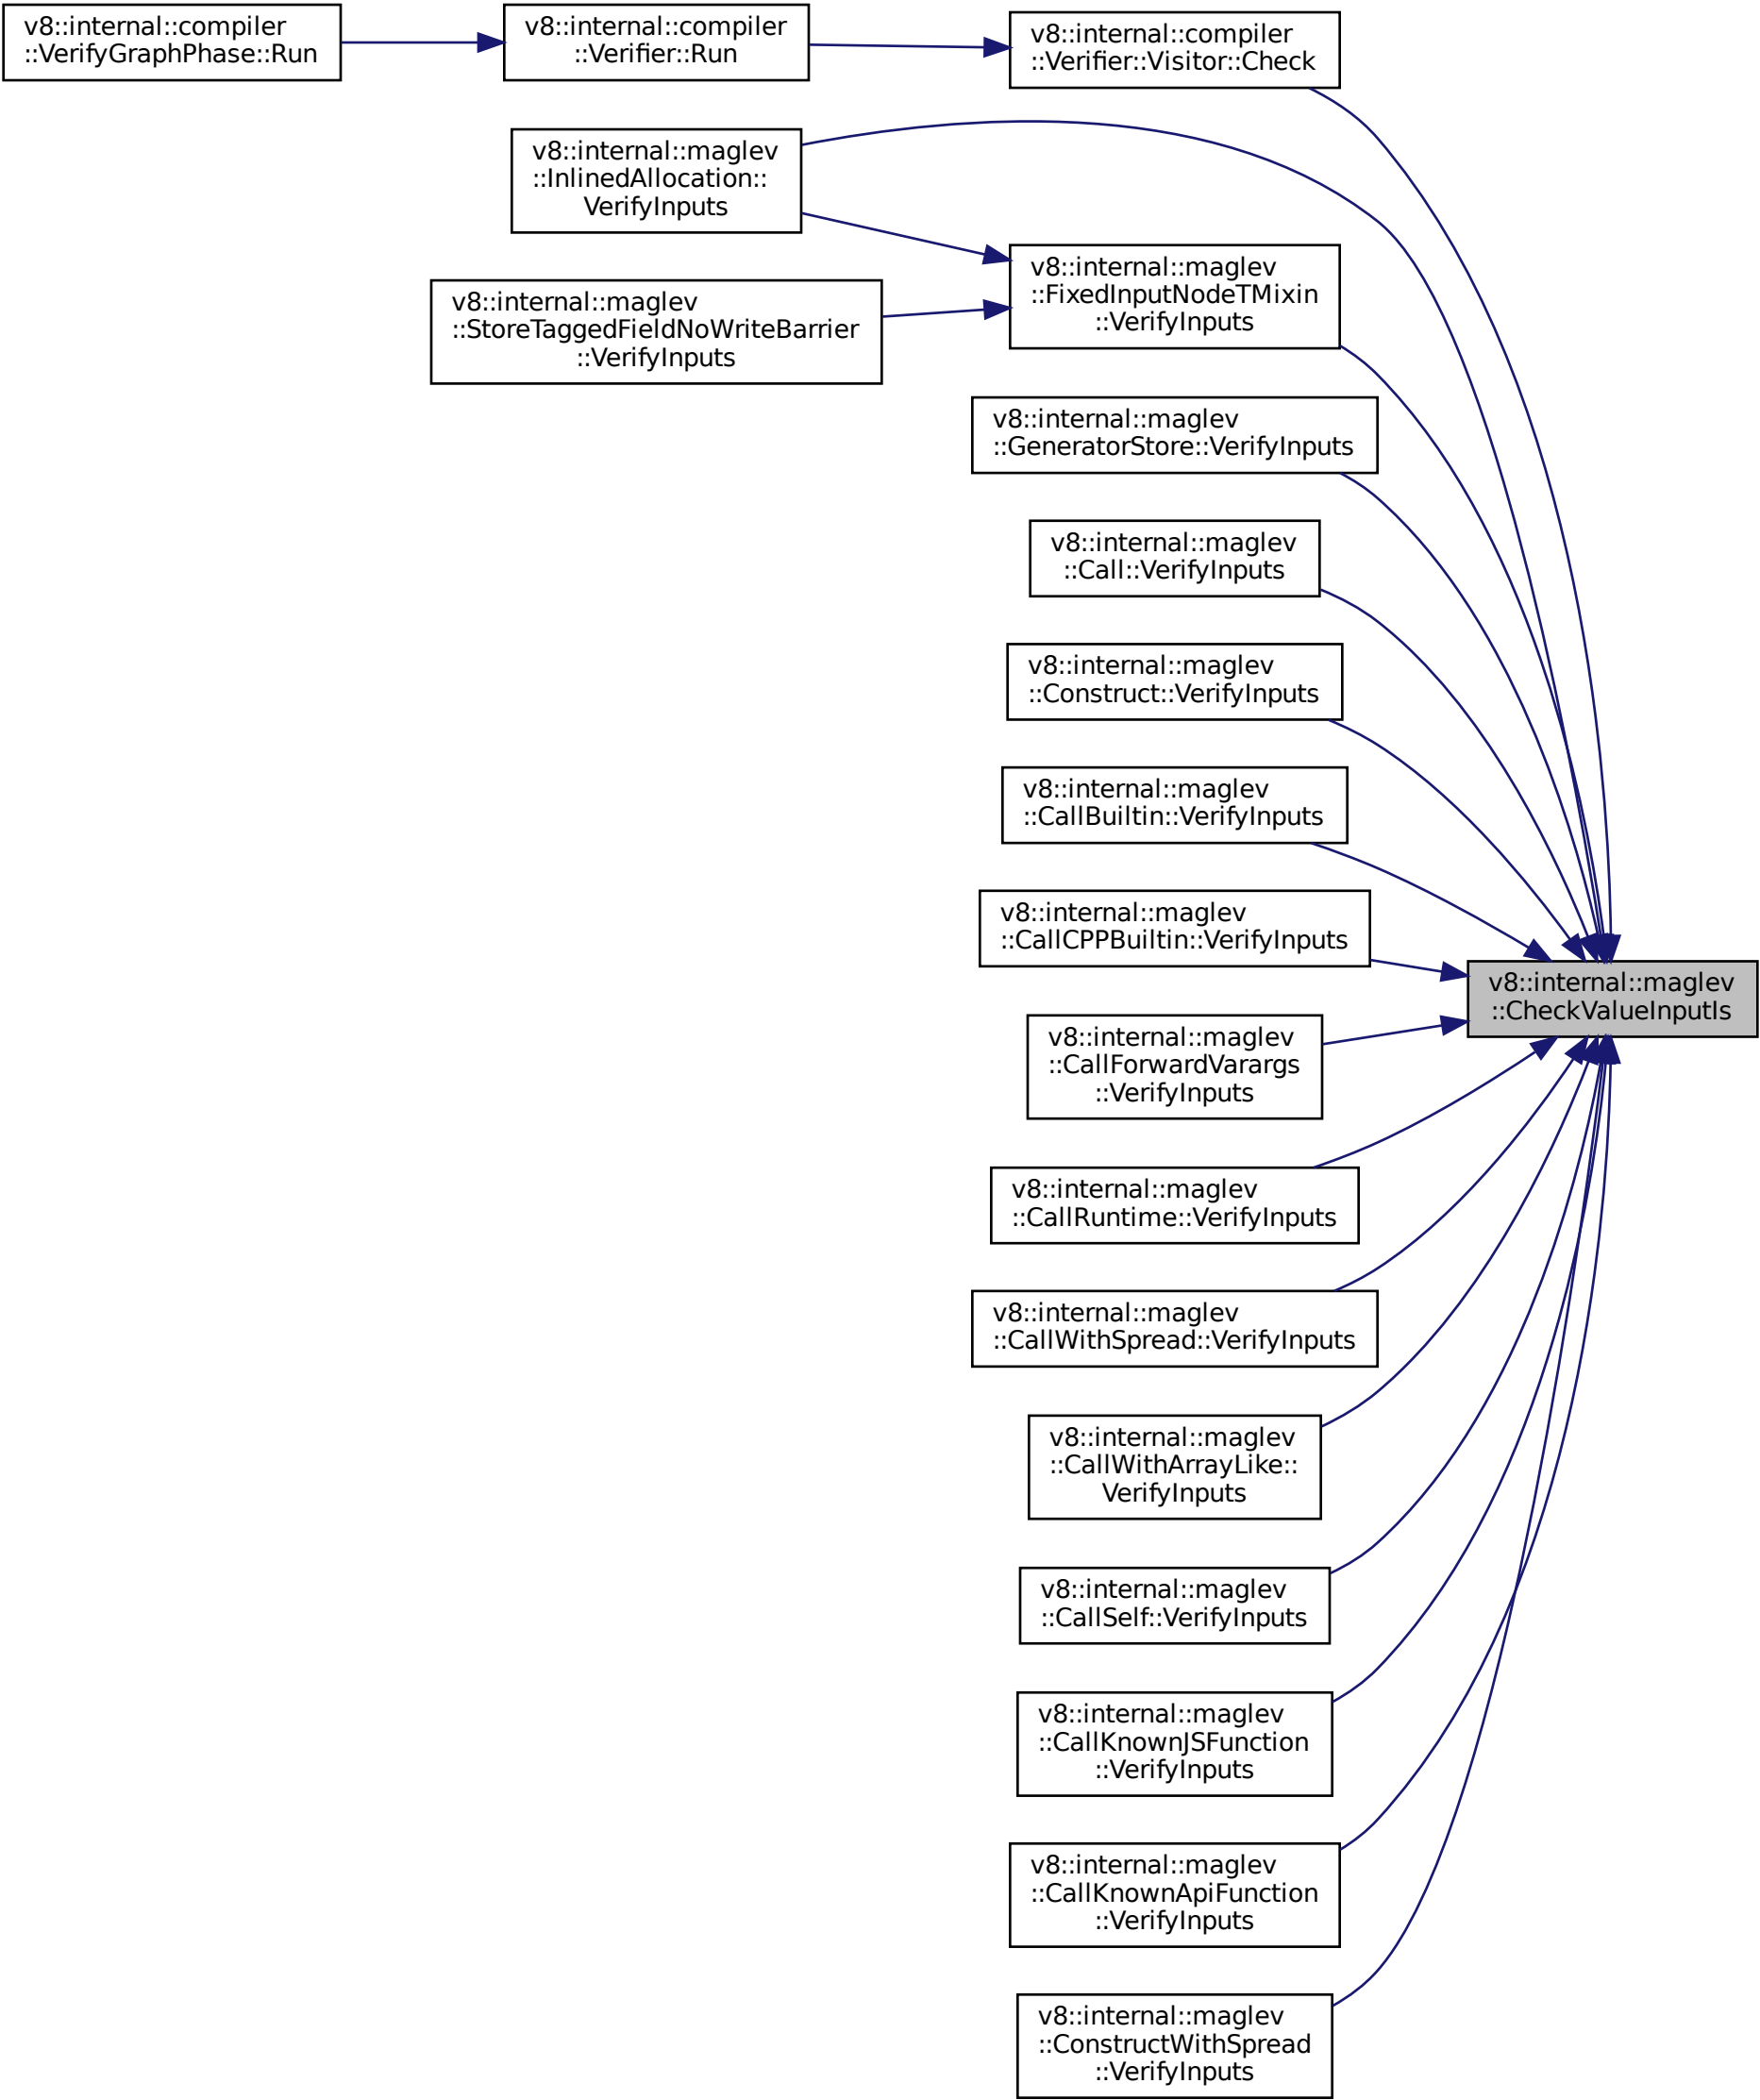 v8::internal::compiler
::VerifyGraphPhase::Run
v8::internal::compiler
::Verifier::Run
v8::internal::compiler
::Verifier::Visitor::Check
v8::internal::maglev
::InlinedAllocation::
VerifyInputs
v8::internal::maglev
::FixedInputNodeTMixin
::VerifyInputs
v8::internal::maglev
::StoreTaggedFieldNoWriteBarrier
::VerifyInputs
v8::internal::maglev
::GeneratorStore::VerifyInputs
v8::internal::maglev
::Call::VerifyInputs
v8::internal::maglev
::Construct::VerifyInputs
v8::internal::maglev
::CallBuiltin::VerifyInputs
v8::internal::maglev
::CallCPPBuiltin::VerifyInputs
v8::internal::maglev
::CheckValueInputIs
v8::internal::maglev
::CallForwardVarargs
::VerifyInputs
v8::internal::maglev
::CallRuntime::VerifyInputs
v8::internal::maglev
::CallWithSpread::VerifyInputs
v8::internal::maglev
::CallWithArrayLike::
VerifyInputs
v8::internal::maglev
::CallSelf::VerifyInputs
v8::internal::maglev
::CallKnownJSFunction
::VerifyInputs
v8::internal::maglev
::CallKnownApiFunction
::VerifyInputs
v8::internal::maglev
::ConstructWithSpread
::VerifyInputs